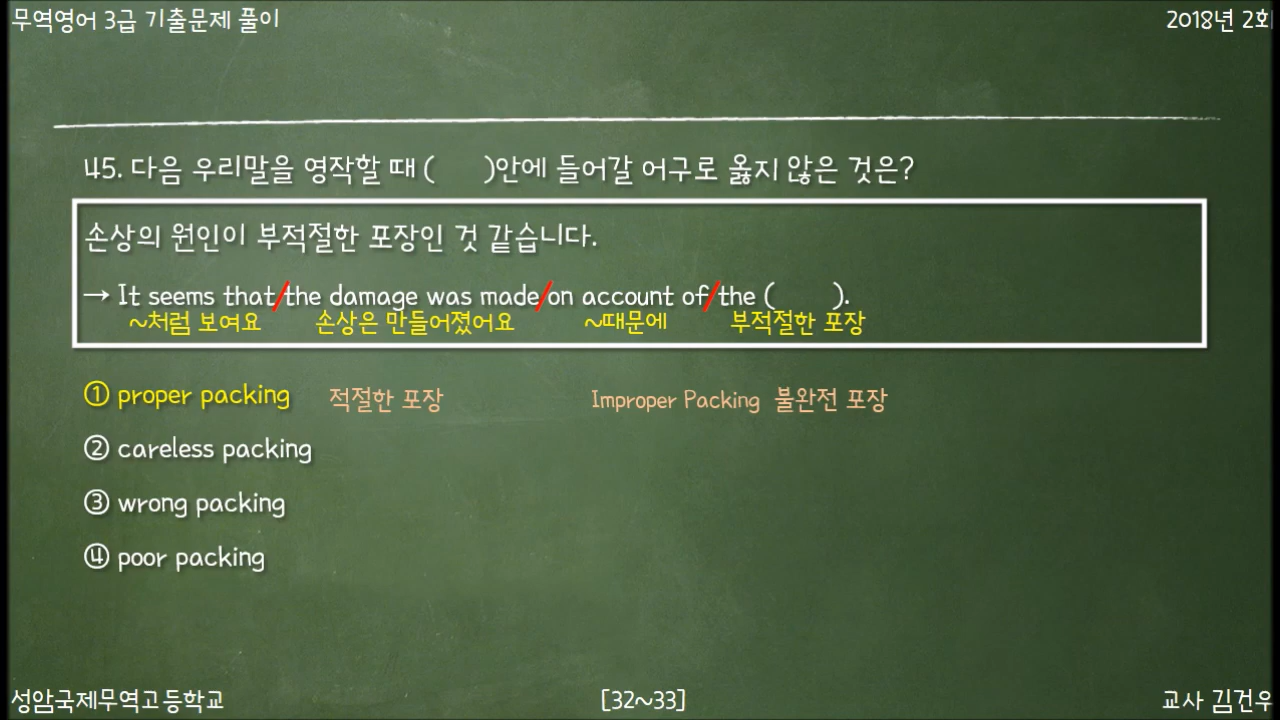 무역영어 3급 기출문제 풀이
2018년 2회
45. 다음 우리말을 영작할 때 ( )안에 들어갈 어구로 옳지 않은 것은?
손상의 원인이 부적절한 포장인 것 같습니다.
→ It seems that/the damage was made/on account of/the ( ).
~처럼 보여요 손상은 만들어졌어요 ~때문에 부적절한 포장
① proper packing 적절한 포장 Improper Packing 불완전 포장
② careless packing
③ wrong packing
④ poor packing
성암국제무역고등학교
[32~33]
교사 김건우